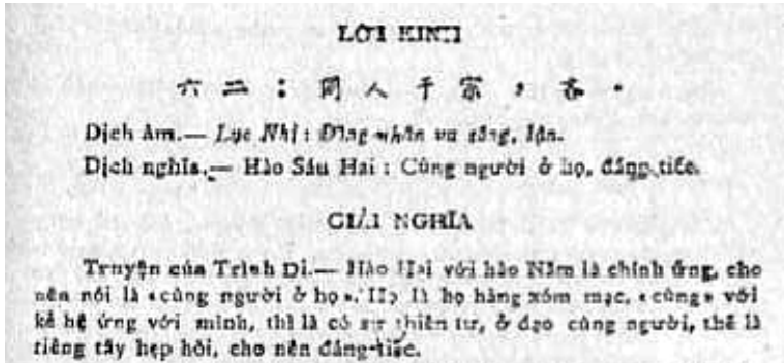 LỜI KINH
六二：同人于宗，吝。
Dịch âm.— Lục Nhị : Đồng nhân vu tông, lận.
Dịch nghĩa.— Hào Sáu Hai : Cùng người ở họ, đáng tiếc.
GIẢI NGHĨA
Truyện của Trình Di.— Hào Hai với hào Năm là chính ứng, cho
nên nói là «cùng người ở họ». Họ là họ hàng xóm mạc, «cùng» với
kẻ hệ ứng với mình, thì là có sự thiên tư, ở đạo cùng người, thế là
riêng tây hẹp hòi, cho nên đáng tiếc.